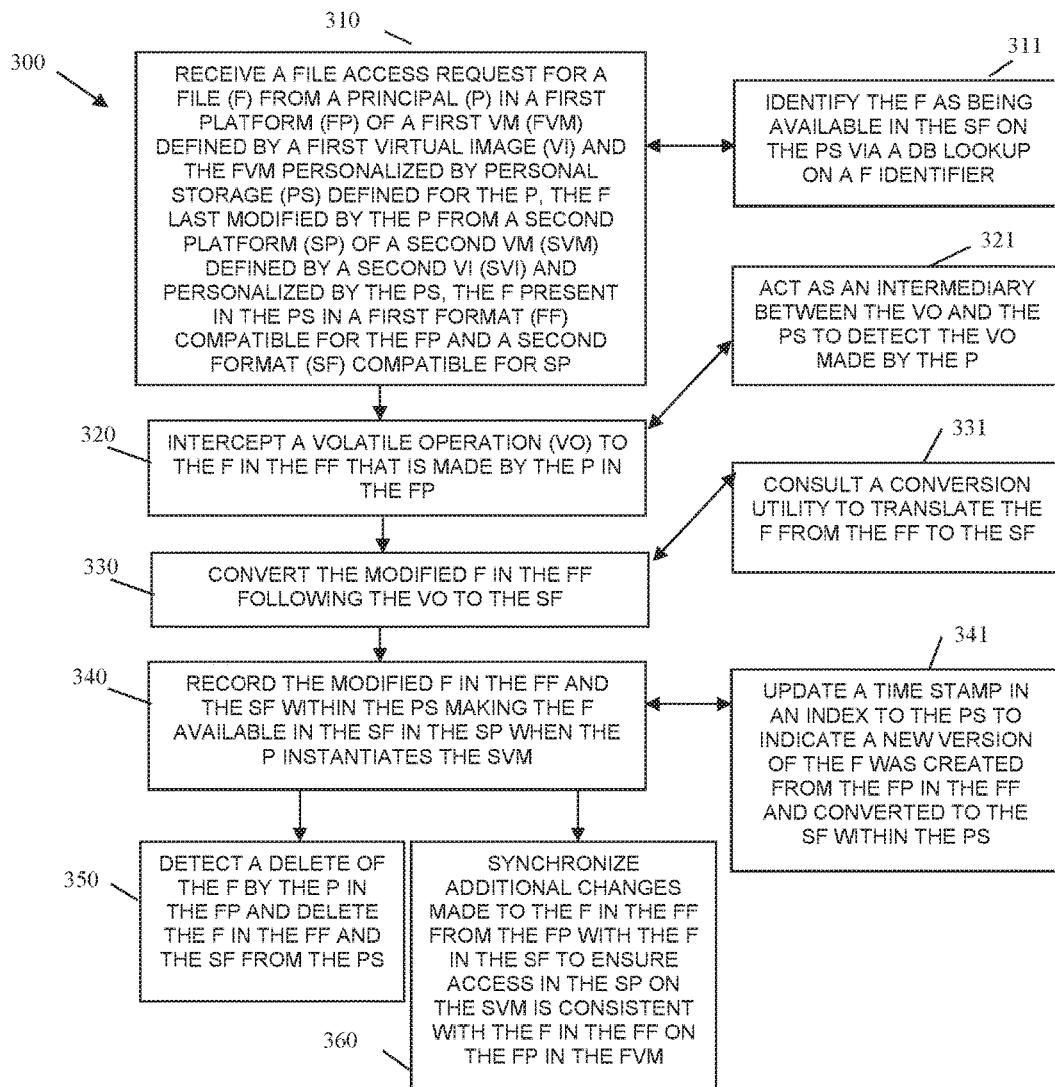 300
310
RECEIVE A FILE ACCESS REQUEST FOR A
FILE (F) FROM A PRINCIPAL (P) IN A FIRST
PLATFORM (FP) OF A FIRST VM (FVM)
DEFINED BY A FIRST VIRTUAL IMAGE (VI) AND
THE FVM PERSONALIZED BY PERSONAL
STORAGE (PS) DEFINED FOR THE P, THE F
LAST MODIFIED BY THE P FROM A SECOND
PLATFORM (SP) OF A SECOND VM (SVM)
DEFINED BY A SECOND VI (SVI) AND
PERSONALIZED BY THE PS, THE F PRESENT
IN THE PS IN A FIRST FORMAT (FF)
COMPATIBLE FOR THE FP AND A SECOND
FORMAT (SF) COMPATIBLE FOR SP
311
IDENTIFY THE F AS BEING
AVAILABLE IN THE SF ON
THE PS VIA A DB LOOKUP
ON A F IDENTIFIER
320
INTERCEPT A VOLATILE OPERATION (VO) TO
THE F IN THE FF THAT IS MADE BY THE P IN
THE FP
321
ACT AS AN INTERMEDIARY
BETWEEN THE VO AND THE
PS TO DETECT THE VO
MADE BY THE P
330
CONVERT THE MODIFIED F IN THE FF
FOLLOWING THE VO TO THE SF
331
CONSULT A CONVERSION
UTILITY TO TRANSLATE THE
F FROM THE FF TO THE SF
340
RECORD THE MODIFIED F IN THE FF AND
THE SF WITHIN THE PS MAKING THE F
AVAILABLE IN THE SF IN THE SP WHEN THE
P INSTANTIATES THE SVM
341
UPDATE A TIME STAMP IN
AN INDEX TO THE PS TO
INDICATE A NEW VERSION
OF THE F WAS CREATED
FROM THE FP IN THE FF
AND CONVERTED TO THE
SF WITHIN THE PS
350
DETECT A DELETE OF
THE F BY THE P IN
THE FP AND DELETE
THE F IN THE FF AND
THE SF FROM THE PS
360
SYNCHRONIZE
ADDITIONAL CHANGES
MADE TO THE F IN THE FF
FROM THE FP WITH THE F
IN THE SF TO ENSURE
ACCESS IN THE SP ON
THE SVM IS CONSISTENT
WITH THE F IN THE FF ON
THE FP IN THE FVM